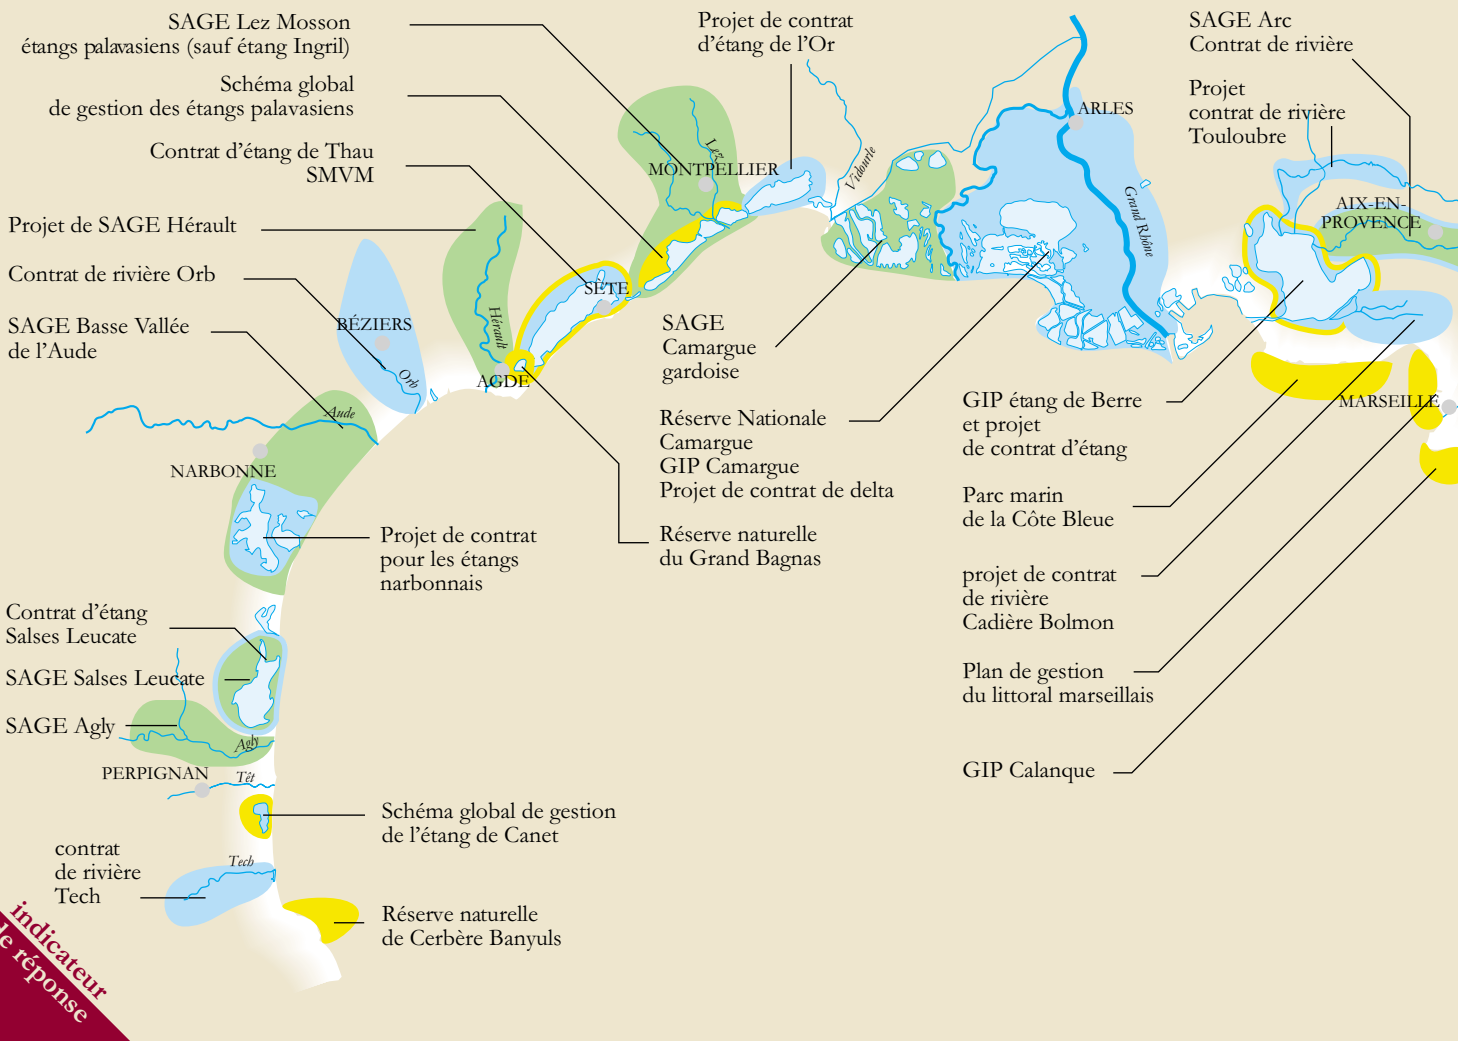 SAGE Lez Mosson
étangs palavasiens (sauf étang Ingril)
Schéma global
de gestion des étangs palavasiens
Contrat d'étang de Thau
SMVM
Projet de SAGE Hérault
Contrat de rivière Orb
SAGE Basse Vallée
de l'Aude
Projet de contrat
d'étang de l'Or
SAGE Arc
Contrat de rivière
Projet
contrat de rivière
Touloubre
ARLES
Lez
MONTPELLIER
Vidourle
Grand Rhône
AIX-EN-
PROVENCE
SÈTE
Hérault
BÉZIERS
Orb
AGDE
Aude
NARBONNE
SAGE
Camargue
gardoise
Réserve Nationale
Camargue
GIP Camargue
Projet de contrat de delta
Réserve naturelle
du Grand Bagnas
GIP étang de Berre
et projet
de contrat d'étang
MARSEILLE
Parc marin
de la Côte Bleue
projet de contrat
de rivière
Cadière Bolmon
Plan de gestion
du littoral marseillais
GIP Calanque
Projet de contrat
pour les étangs
narbonnais
Contrat d'étang
Salses Leucate
SAGE Salses Leucate
SAGE Agly
Agly
PERPIGNAN
Têt
Schéma global de gestion
de l'étang de Canet
contrat
de rivière
Tech
Tech
Réserve naturelle
de Cerbère Banyuls
indicateur
de réponse